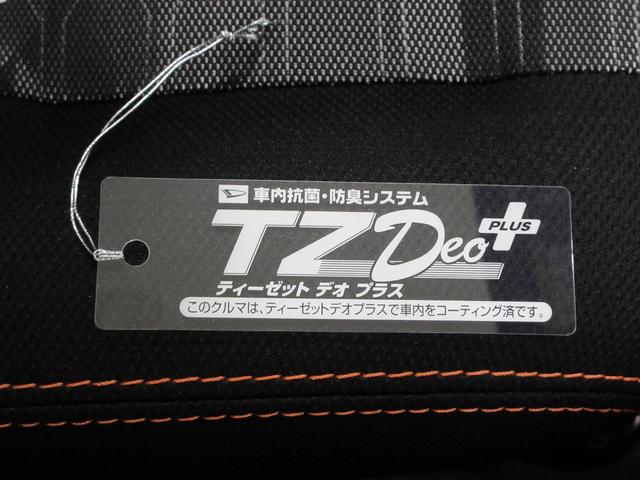 車内抗菌・防臭システム
TZ Deo PLUS
ティーゼット デオ プラス
このクルマは、ティーゼットデオプラスで車内をコーティング済です。